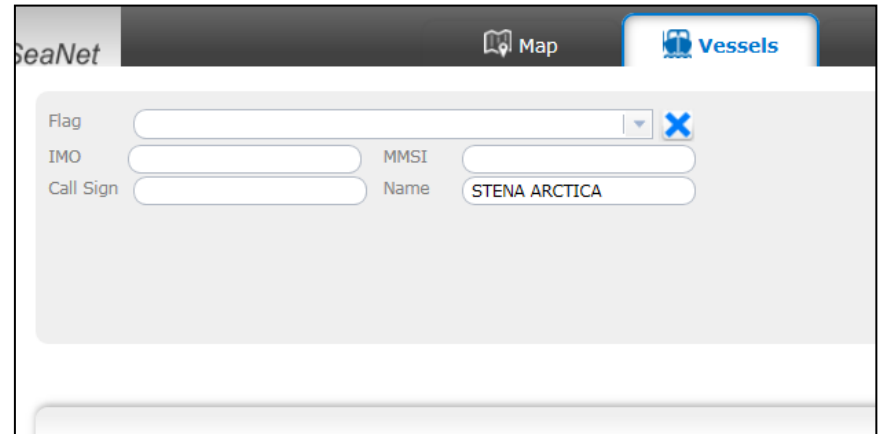 SeaNet Map Vessels
Flag
IMO MMSI
Call Sign Name STENA ARCTICA